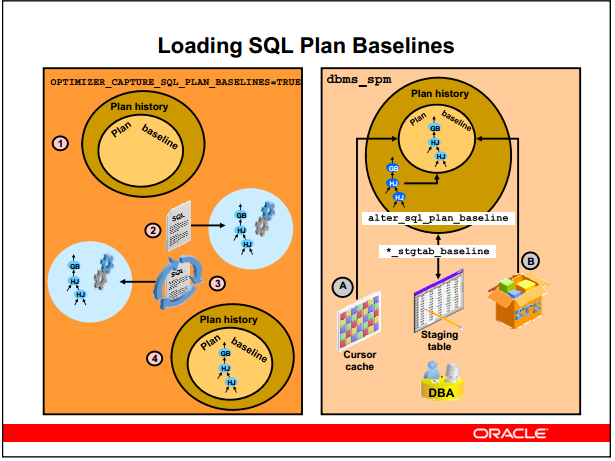 Loading SQL Plan Baselines
OPTIMIZER_CAPTURE_SQL_PLAN_BASELINES=TRUE
Plan history
Plan baseline
1
2
SQL
GB
HJ
HJ
GB
HJ
HJ
SQL
3
4
Plan history
Plan baseline
GB
HJ
HJ
dbms_spm
Plan history
Plan baseline
GB
HJ
HJ
GB
HJ
HJ
alter_sql_plan_baseline
*_stgtab_baseline
A
B
STS
Cursor
cache
Staging
table
DBA
ORACLE